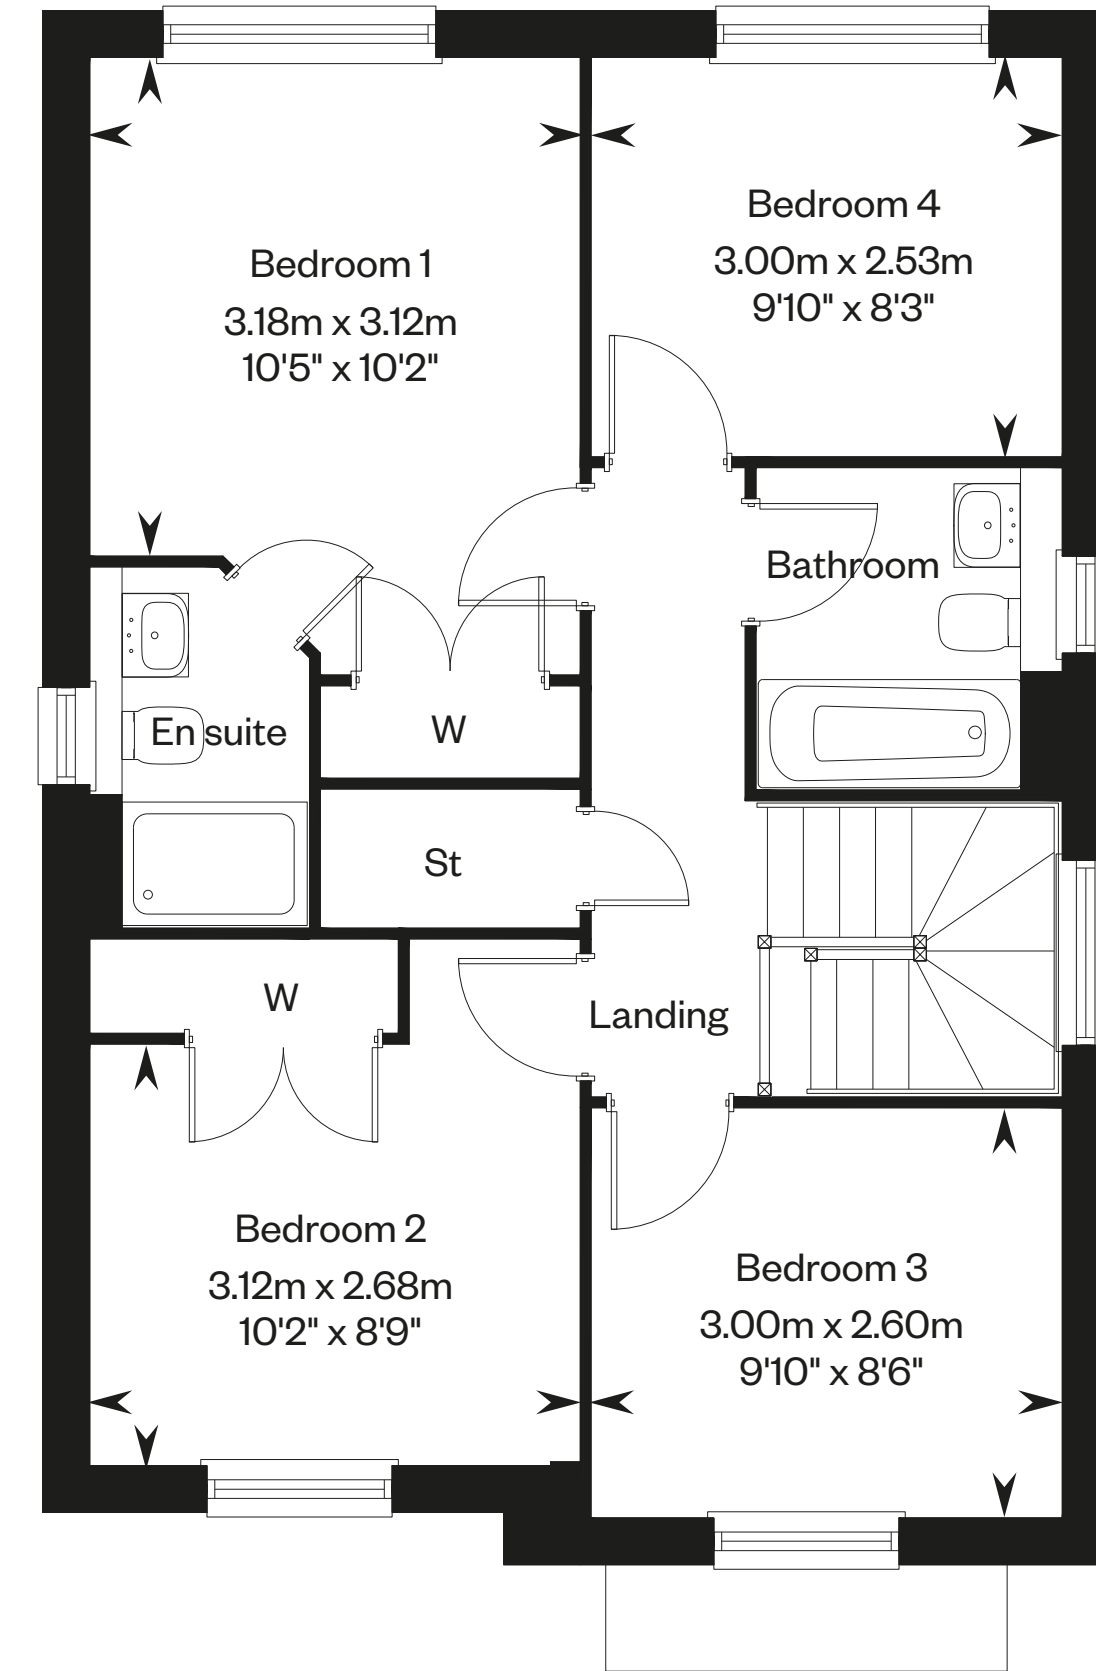 Bedroom 1
3.18m x 3.12m
10'5" x 10'2"
Bedroom 4
3.00m x 2.53m
9'10" x 8'3"
Bathroom
En suite
W
St
W
Landing
Bedroom 2
3.12m x 2.68m
10'2" x 8'9"
Bedroom 3
3.00m x 2.60m
9'10" x 8'6"